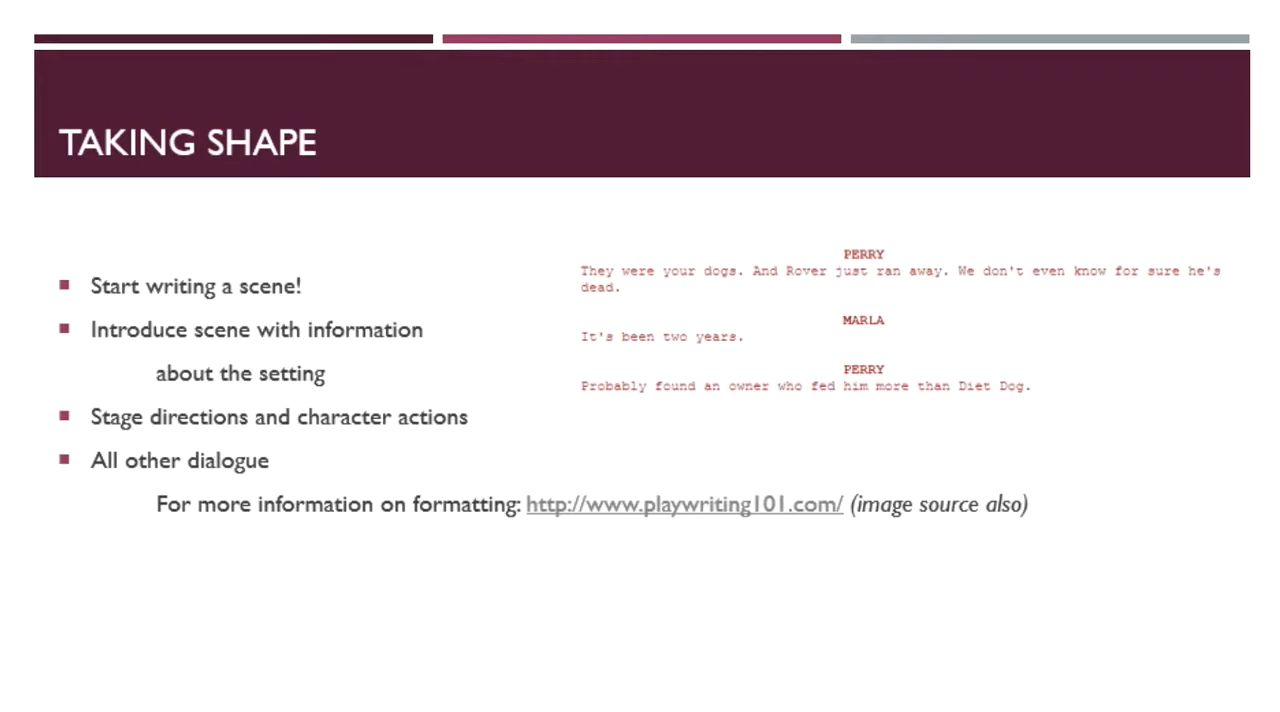 TAKING SHAPE
Start writing a scene!
Introduce scene with information
about the setting
Stage directions and character actions
All other dialogue
For more information on formatting: http://www.playwriting101.com/ (image source also)
PERRY
They were your dogs. And Rover just ran away. We don't even know for sure he's
dead.
MARLA
It's been two years.
PERRY
Probably found an owner who fed him more than Diet Dog.